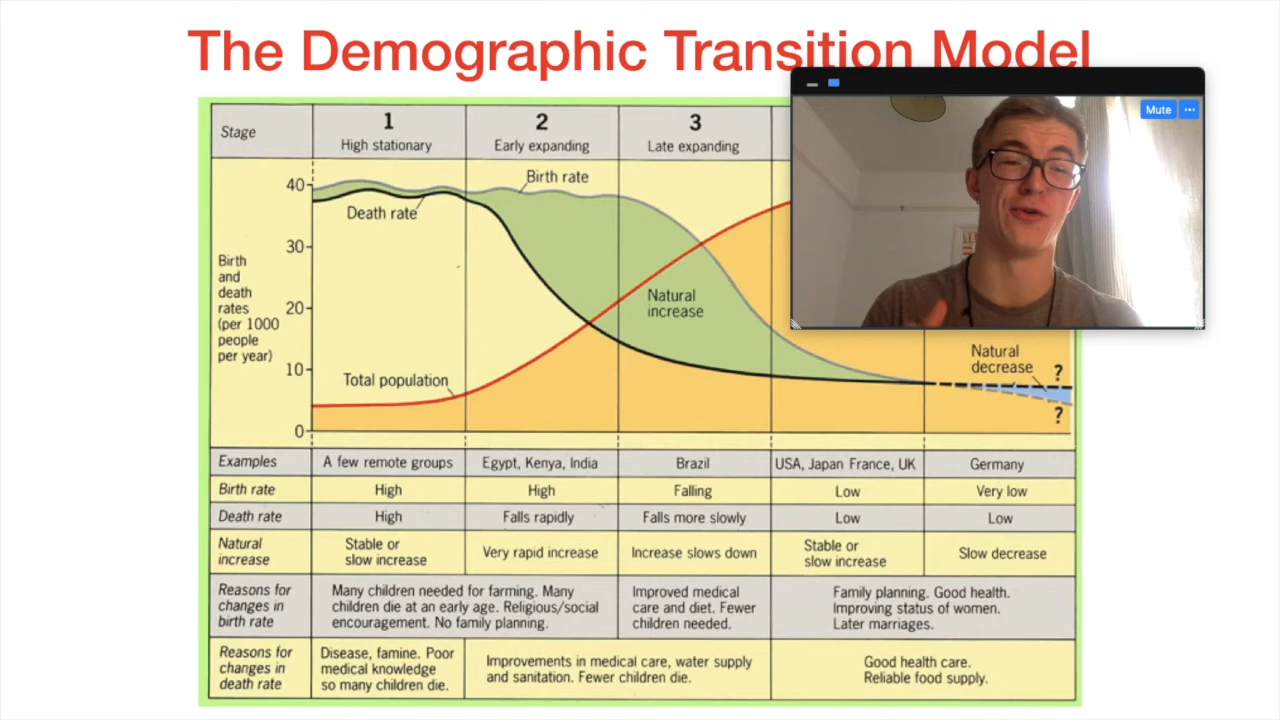 The Demographic Transition Model
Mute
Stage
1
High stationary
2
Early expanding
3
Late expanding
Birth rate
Death rate
Natural
increase
Total population
Natural
decrease
?
?
Birth
and
death
rates
(per 1000
people
per year)
40
30
20
10
0
Examples
A few remote groups
Egypt, Kenya, India
Brazil
USA, Japan France, UK
Germany
Birth rate
High
High
Falling
Low
Very low
Death rate
High
Falls rapidly
Falls more slowly
Low
Low
Natural
increase
Stable or
slow increase
Very rapid increase
Increase slows down
Stable or
slow increase
Slow decrease
Reasons for
changes in
birth rate
Many children needed for farming. Many
children die at an early age. Religious/social
encouragement. No family planning.
Improved medical
care and diet. Fewer
children needed.
Family planning. Good health.
Improving status of women.
Later marriages.
Reasons for
changes in
death rate
Disease, famine. Poor
medical knowledge
so many children die.
Improvements in medical care, water supply
and sanitation. Fewer children die.
Good health care.
Reliable food supply.